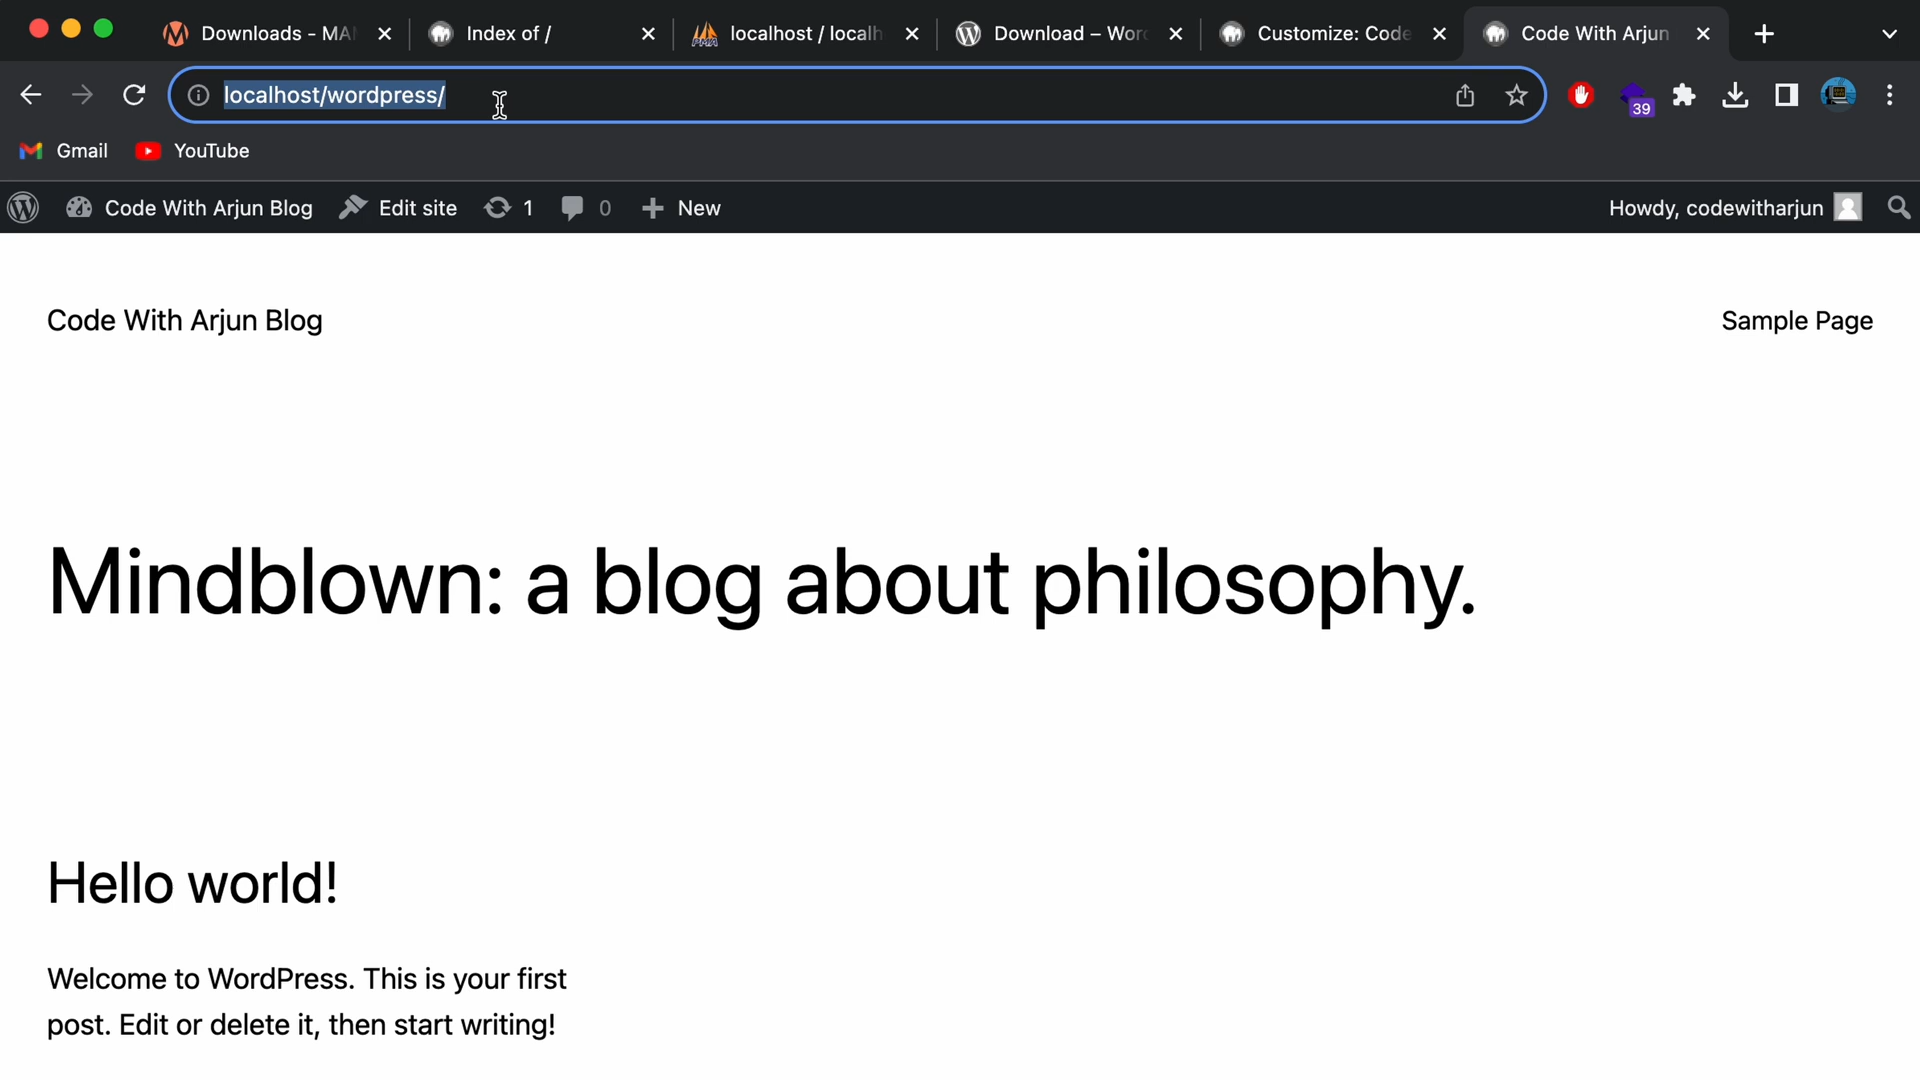 Downloads - MA
Index of /
localhost / localh
Download – Wor
Customize: Code
Code With Arjun
localhost/wordpress/
39
Gmail
YouTube
Code With Arjun Blog
Edit site
1
0
New
Howdy, codewitharjun
Code With Arjun Blog
Sample Page
Mindblown: a blog about philosophy.
Hello world!
Welcome to WordPress. This is your first
post. Edit or delete it, then start writing!